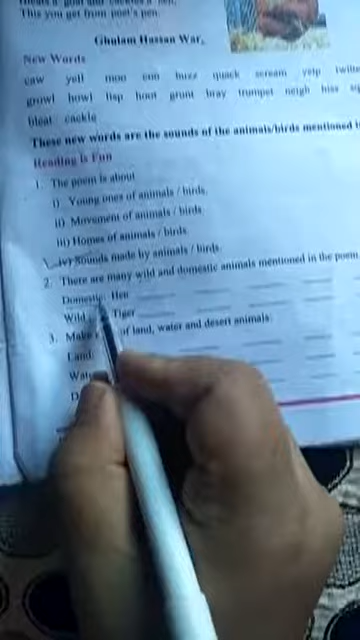 This you get from poet's pen
Ghulam Hassan War,
New Words
caw yell moo coo buzz quack scream yelp
growl howl lisp hoot grunt bray trumpet neigh hiss
bleat cackle
These new words are the sounds of the animals/birds mentioned
Reading is Fun
1. The poem is about
i) Young ones of animals / birds.
ii) Movement of animals / birds
iii) Homes of animals / birds
iv) Sounds made by animals / birds.
2. There are many wild and domestic animals mentioned in the poem.
Domestic: Hen
Wild Tiger
3. Make of land, water and desert animals
Land: